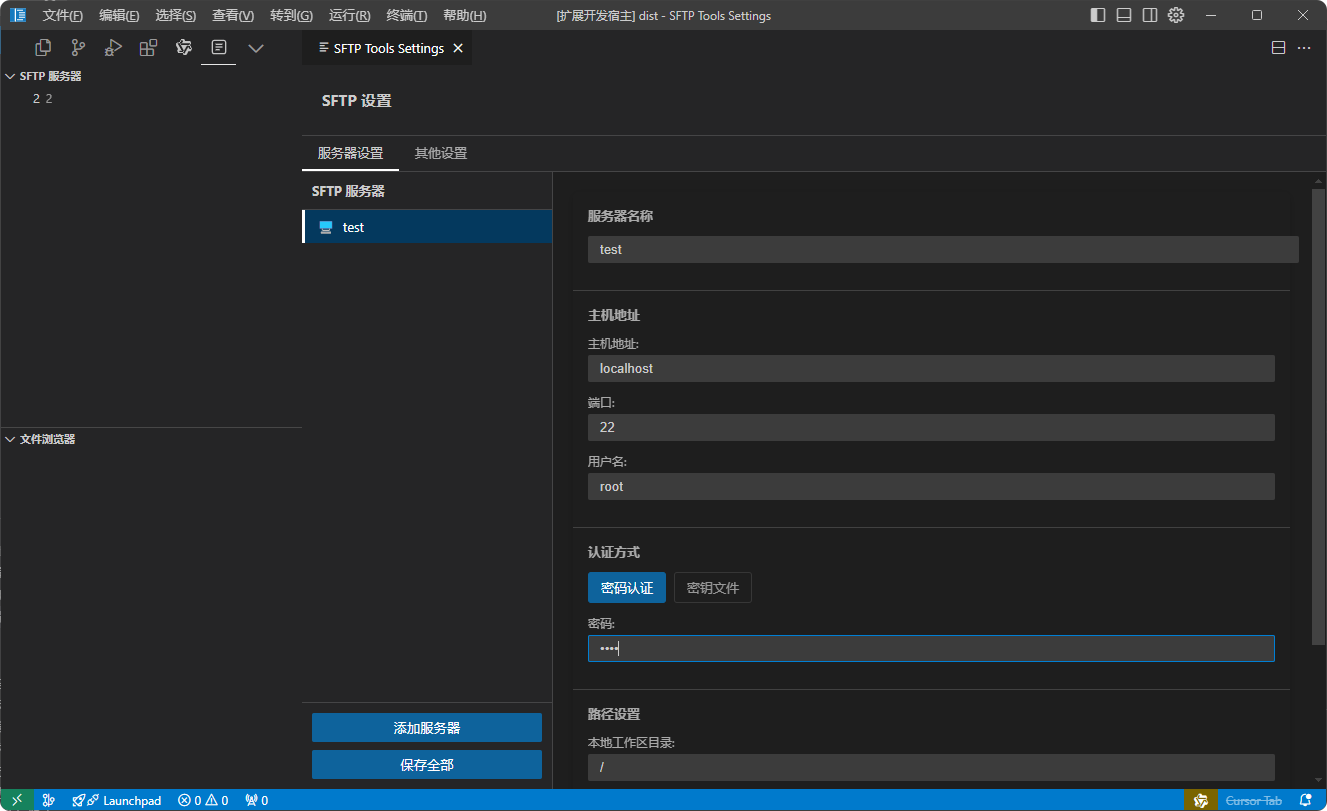 文件(F) 编辑(E) 选择(S) 查看(V) 转到(G) 运行(R) 终端(T) 帮助(H) [扩展开发宿主] dist - SFTP Tools Settings
SFTP Tools Settings
SFTP 服务器
2 2
文件浏览器
SFTP 设置
服务器设置 其他设置
SFTP 服务器
test
添加服务器
保存全部
服务器名称
test
主机地址
主机地址:
localhost
端口:
22
用户名:
root
认证方式
密码认证 密钥文件
密码:
••••
路径设置
本地工作区目录:
/
Launchpad 0 0 0 Cursor Tab